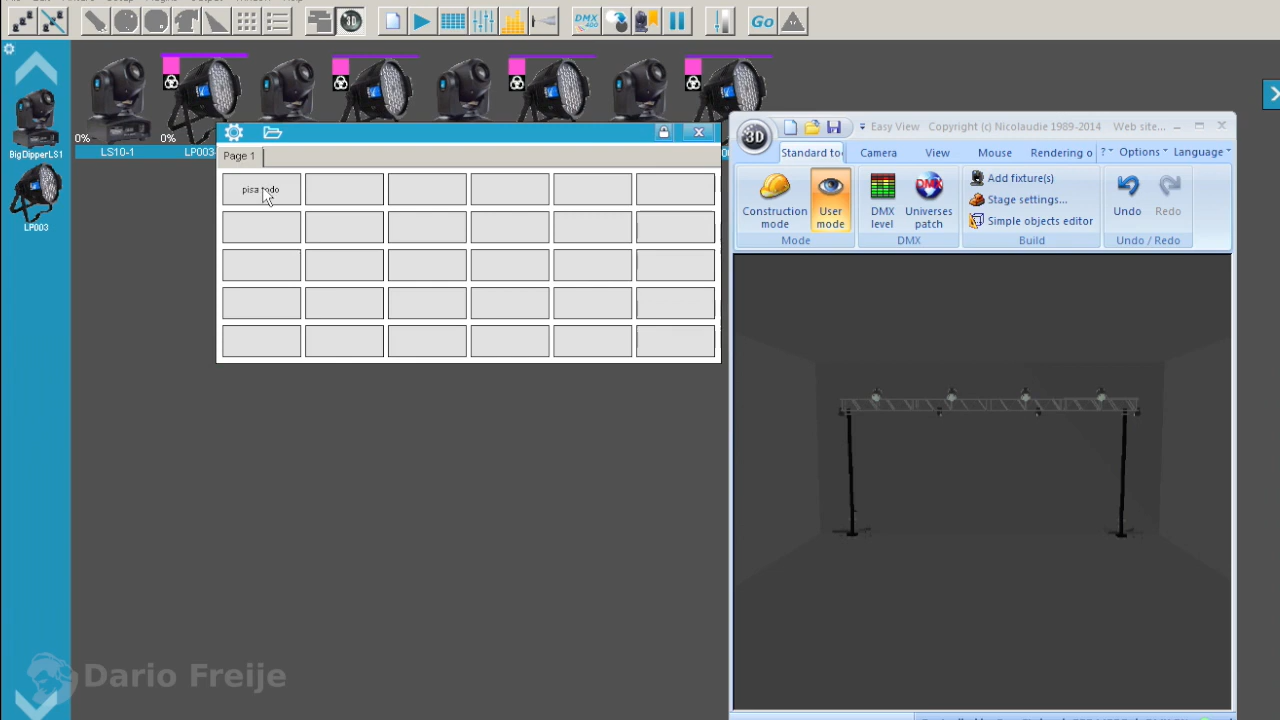 DMX
Go
0%
0%
LS10-1
LP003
BigDipperLS1
LP003
Page 1
pisa todo
3D
Easy View Copyright (c) Nicolaudie 1989-2014 Web site...
Standard to
Camera
View
Mouse
Rendering o
?
Options
Language
Construction
mode
User
mode
DMX
level
Universes
patch
Add fixture(s)
Stage settings...
Simple objects editor
Undo
Redo
Mode
DMX
Build
Undo / Redo
Dario Freije